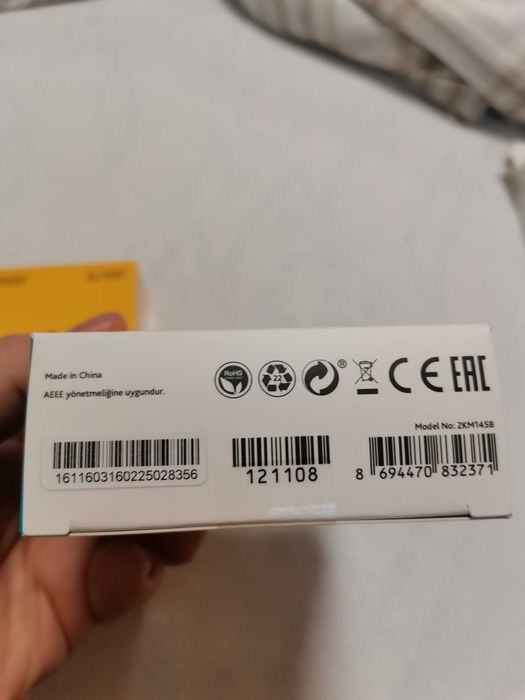 Made in China
AEEE yönetmeliğine uygundur.
RoHS
22
®
CE EAC
Model No: 2KM145B
1611603160225028356
121108
8 694470 832371